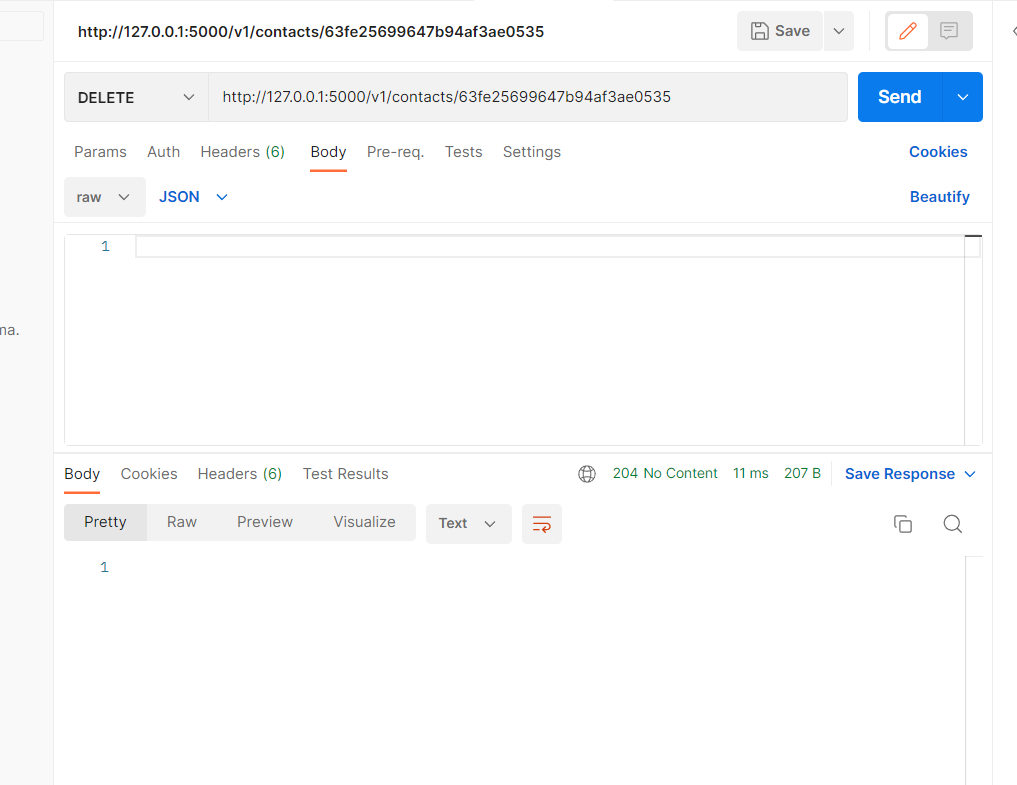 http://127.0.0.1:5000/v1/contacts/63fe25699647b94af3ae0535
Save
DELETE
http://127.0.0.1:5000/v1/contacts/63fe25699647b94af3ae0535
Send
Params Auth Headers (6) Body Pre-req. Tests Settings Cookies
raw JSON Beautify
1
ma.
Body Cookies Headers (6) Test Results 204 No Content 11 ms 207 B Save Response
Pretty Raw Preview Visualize Text
1